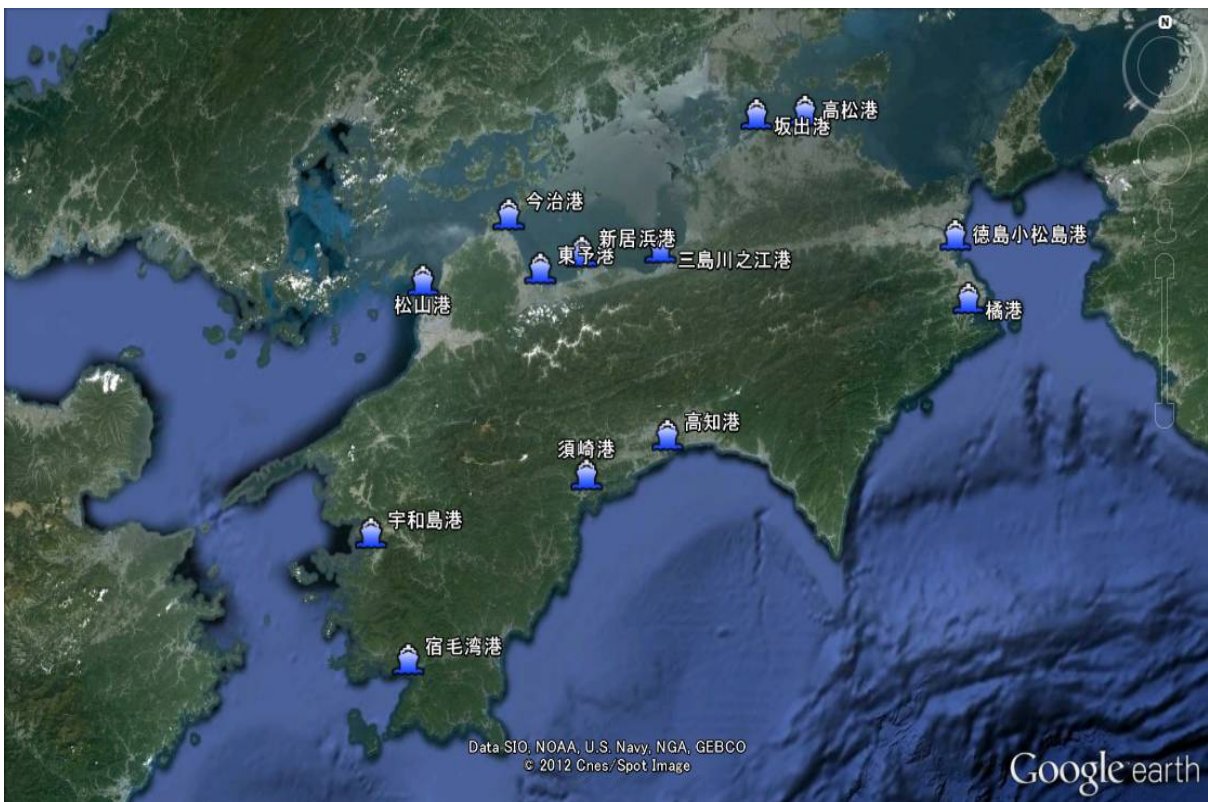 N
高松港
坂出港
今治港
新居浜港
東予港
三島川之江港
徳島小松島港
松山港
橘港
高知港
須崎港
宇和島港
宿毛湾港
Data SIO, NOAA, U.S. Navy, NGA, GEBCO
© 2012 Cnes/Spot Image
Google earth